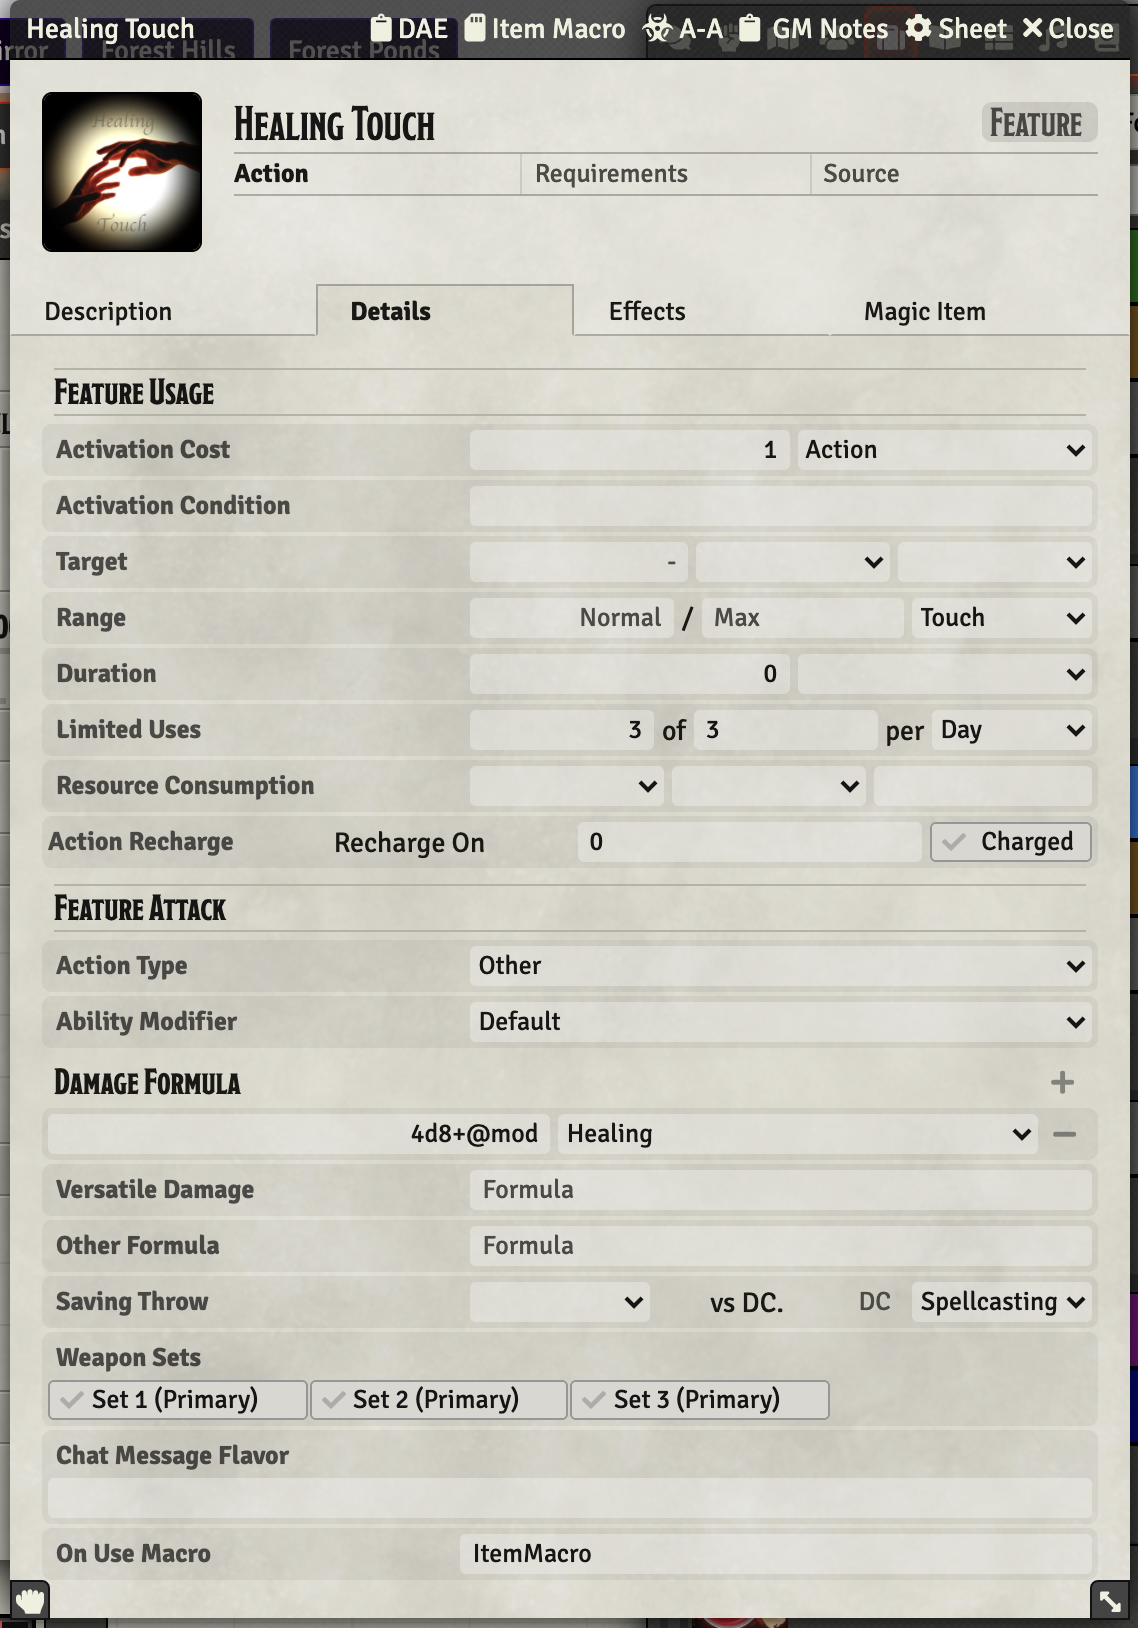 Healing Touch DAE Item Macro A-A GM Notes Sheet Close
Forest Hills Forest Ponds
Healing
Touch
Healing Touch Feature
Action Requirements Source
Description Details Effects Magic Item
Feature Usage
Activation Cost 1 Action
Activation Condition
Target -
Range Normal / Max Touch
Duration 0
Limited Uses 3 of 3 per Day
Resource Consumption
Action Recharge Recharge On 0 Charged
Feature Attack
Action Type Other
Ability Modifier Default
Damage Formula
4d8+@mod Healing
Versatile Damage Formula
Other Formula Formula
Saving Throw vs DC. DC Spellcasting
Weapon Sets
Set 1 (Primary) Set 2 (Primary) Set 3 (Primary)
Chat Message Flavor
On Use Macro ItemMacro